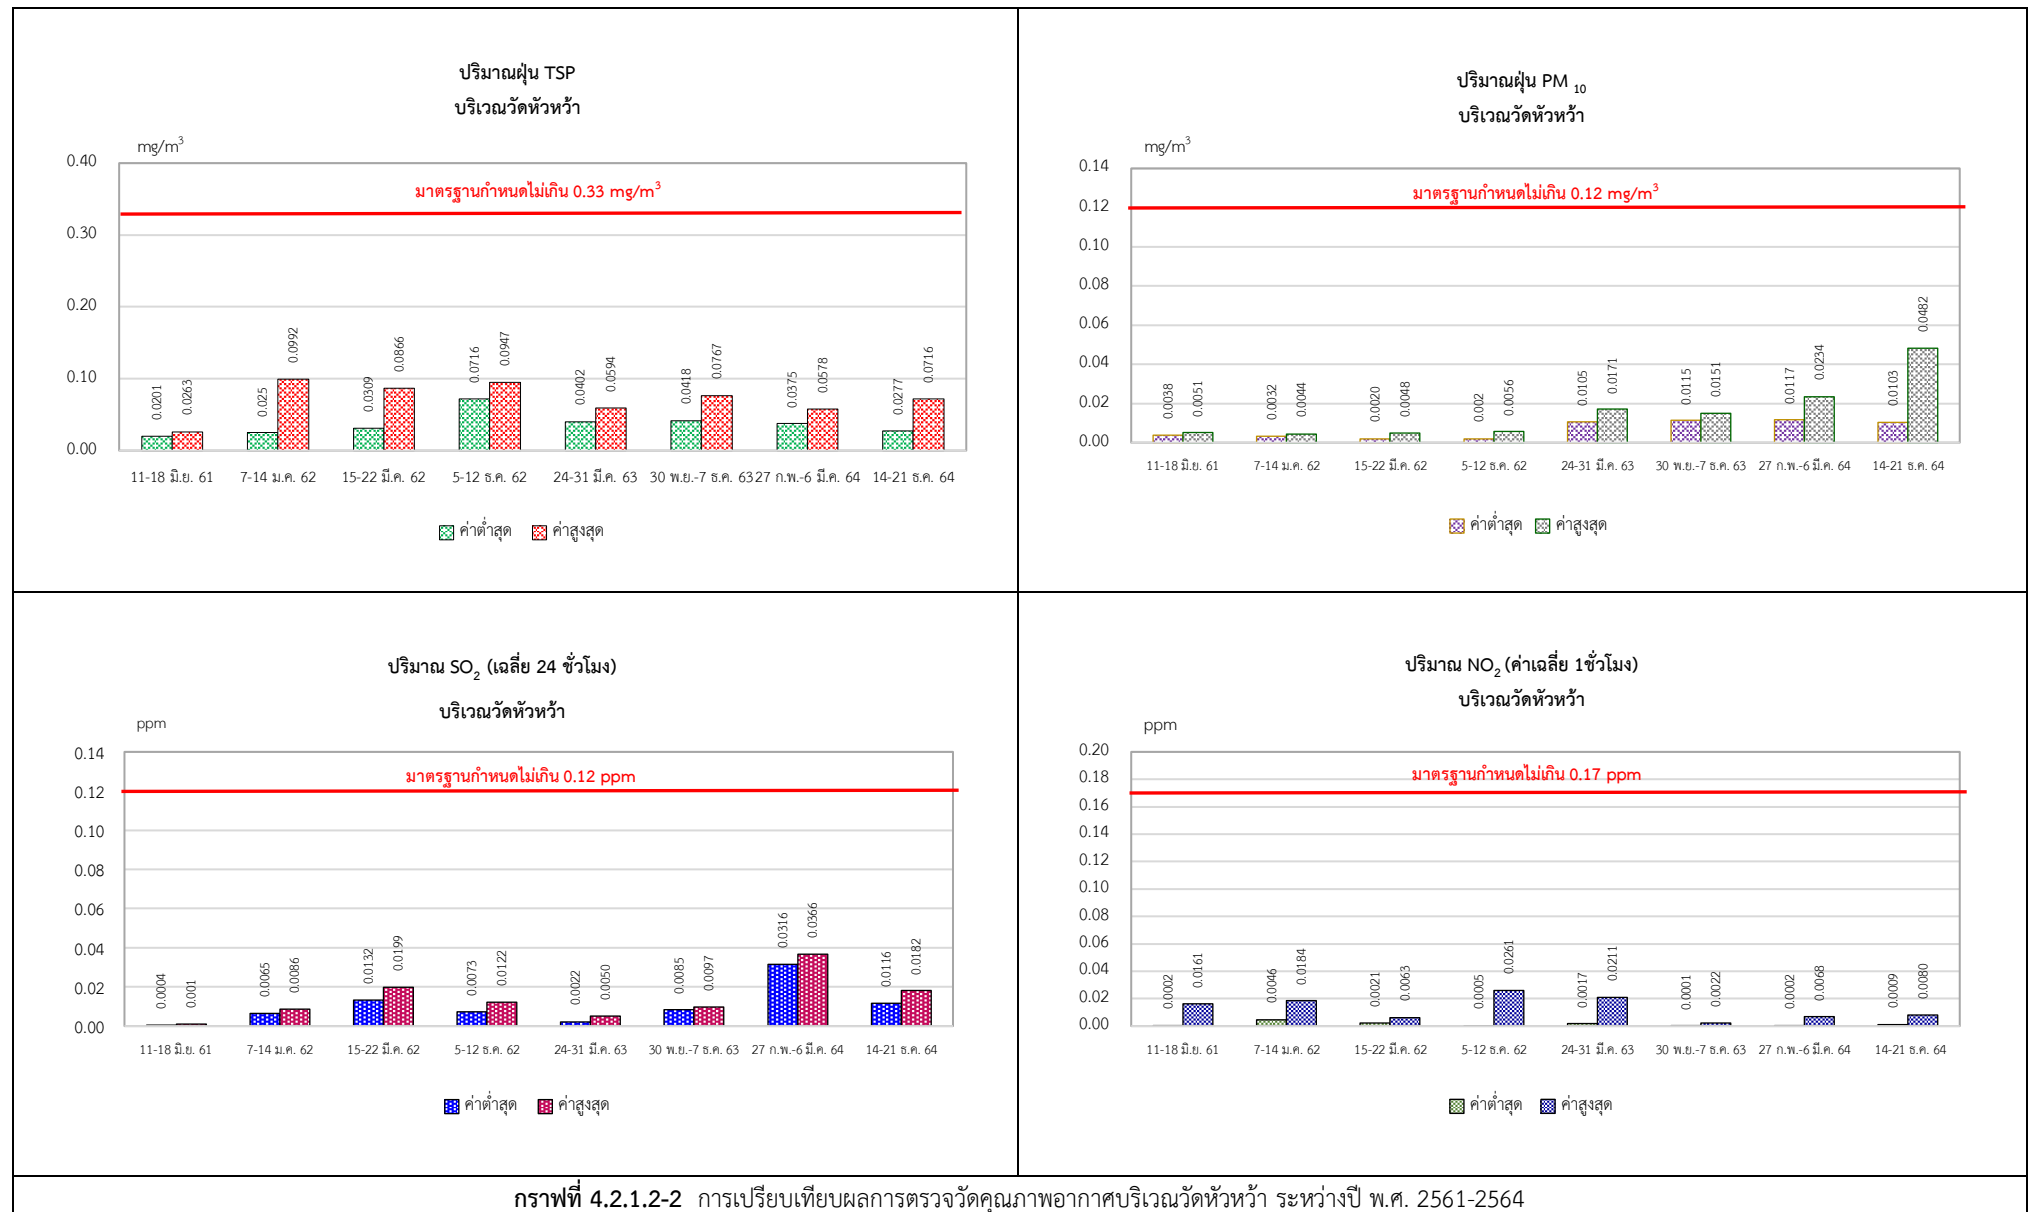 ปริมาณฝุ่น TSP
บริเวณวัดหัวหว้า
mg/m³
0.40
0.30
0.20
0.10
0.00
มาตรฐานกำหนดไม่เกิน 0.33 mg/m³
0.0201 0.0263 0.025 0.0992 0.0309 0.0866 0.0716 0.0947 0.0402 0.0594 0.0418 0.0767 0.0375 0.0578 0.0277 0.0716
11-18 มิ.ย. 61 7-14 ม.ค. 62 15-22 มี.ค. 62 5-12 ธ.ค. 62 24-31 มี.ค. 63 30 พ.ย.-7 ธ.ค. 63 27 ก.พ.-6 มี.ค. 64 14-21 ธ.ค. 64
ค่าต่ำสุด ค่าสูงสุด
ปริมาณฝุ่น PM 10
บริเวณวัดหัวหว้า
mg/m³
0.14
0.12
0.10
0.08
0.06
0.04
0.02
0.00
มาตรฐานกำหนดไม่เกิน 0.12 mg/m³
0.0038 0.0051 0.0032 0.0044 0.0020 0.0048 0.002 0.0056 0.0105 0.0171 0.0115 0.0151 0.0117 0.0234 0.0103 0.0482
11-18 มิ.ย. 61 7-14 ม.ค. 62 15-22 มี.ค. 62 5-12 ธ.ค. 62 24-31 มี.ค. 63 30 พ.ย.-7 ธ.ค. 63 27 ก.พ.-6 มี.ค. 64 14-21 ธ.ค. 64
ค่าต่ำสุด ค่าสูงสุด
ปริมาณ SO₂ (เฉลี่ย 24 ชั่วโมง)
บริเวณวัดหัวหว้า
ppm
0.14
0.12
0.10
0.08
0.06
0.04
0.02
0.00
มาตรฐานกำหนดไม่เกิน 0.12 ppm
0.0004 0.001 0.0065 0.0086 0.0132 0.0199 0.0073 0.0122 0.0022 0.0050 0.0085 0.0097 0.0316 0.0366 0.0116 0.0182
11-18 มิ.ย. 61 7-14 ม.ค. 62 15-22 มี.ค. 62 5-12 ธ.ค. 62 24-31 มี.ค. 63 30 พ.ย.-7 ธ.ค. 63 27 ก.พ.-6 มี.ค. 64 14-21 ธ.ค. 64
ค่าต่ำสุด ค่าสูงสุด
ปริมาณ NO₂ (ค่าเฉลี่ย 1ชั่วโมง)
บริเวณวัดหัวหว้า
ppm
0.20
0.18
0.16
0.14
0.12
0.10
0.08
0.06
0.04
0.02
0.00
มาตรฐานกำหนดไม่เกิน 0.17 ppm
0.0002 0.0161 0.0046 0.0184 0.0021 0.0063 0.0005 0.0261 0.0017 0.0211 0.0001 0.0022 0.0002 0.0068 0.0009 0.0080
11-18 มิ.ย. 61 7-14 ม.ค. 62 15-22 มี.ค. 62 5-12 ธ.ค. 62 24-31 มี.ค. 63 30 พ.ย.-7 ธ.ค. 63 27 ก.พ.-6 มี.ค. 64 14-21 ธ.ค. 64
ค่าต่ำสุด ค่าสูงสุด
กราฟที่ 4.2.1.2-2 การเปรียบเทียบผลการตรวจวัดคุณภาพอากาศบริเวณวัดหัวหว้า ระหว่างปี พ.ศ. 2561-2564